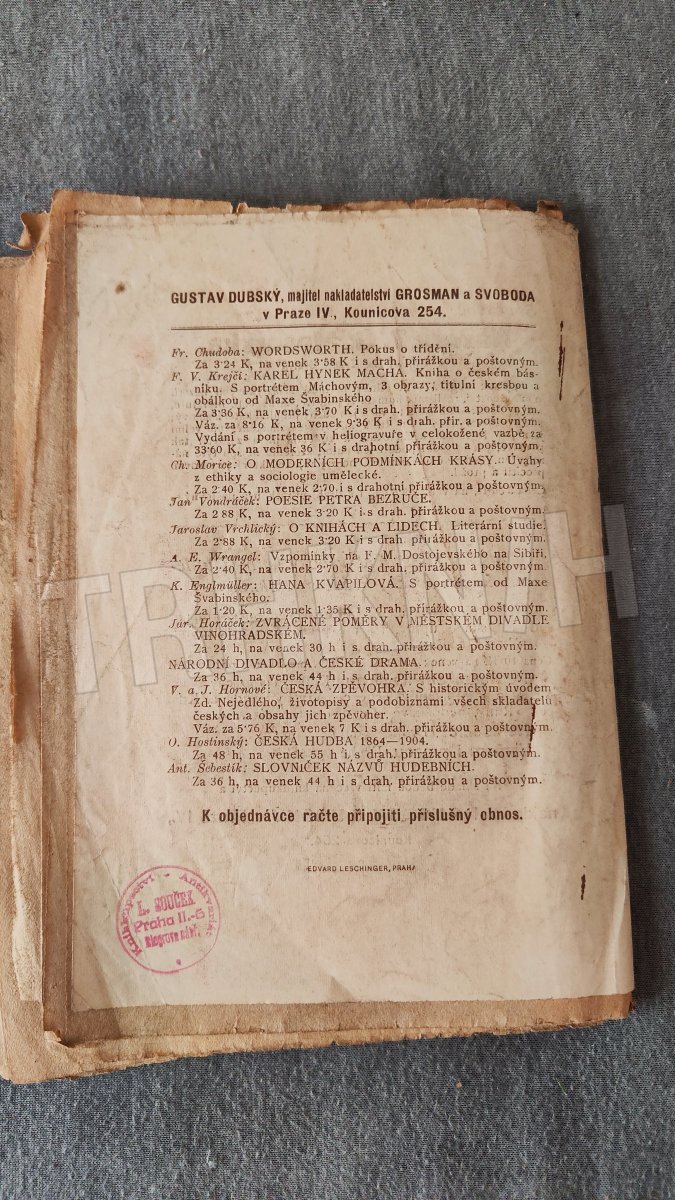 GUSTAV DUBSKÝ, majitel nakladatelství GROSMAN a SVOBODA
v Praze IV., Kounicova 254.
Fr. Chudoba: WORDSWORTH. Pokus o třídění.
Za 3·24 K, na venek 3·58 K i s drah. přirážkou a poštovným.
F. V. Krejčí: KAREL HYNEK MÁCHA. Kniha o českém bás-
níku. S portrétem Máchovým, 3 obrazy, titulní kresbou a
obálkou od Maxe Švabinského
Za 3·36 K, na venek 3·70 K i s drah. přirážkou a poštovným.
Váz. za 8·16 K, na venek 9·36 K i s drah. přir. a poštovným.
Vydání s portrétem v heliogravuře v celokožené vazbě za
33·60 K, na venek 36 K i s drahotní přirážkou a poštovným.
Ch. Morice: O MODERNÍCH PODMÍNKÁCH KRÁSY. Úvahy
z ethiky a sociologie umělecké.
Za 2·40 K, na venek 2·70 i s drahotní přirážkou a poštovným.
Jan Vondráček: POESIE PETRA BEZRUČE.
Za 2 88 K, na venek 3·20 K i s drah. přirážkou a poštovným.
Jaroslav Vrchlický: O KNIHÁCH A LIDECH. Literární studie.
Za 2·88 K, na venek 3·20 K i s drah. přirážkou a poštovným.
A. E. Wrangel: Vzpomínky na F. M. Dostojevského na Sibiři.
Za 2·40 K, na venek 2·70 K i s drah. přirážkou a poštovným.
K. Englmüller: HANA KVAPILOVÁ. S portrétem od Maxe
Švabinského.
Za 1·20 K, na venek 1·35 K i s drah. přirážkou a poštovným.
Jar. Horáček: ZVRÁCENÉ POMĚRY V MĚSTSKÉM DIVADLE
VINOHRADSKÉM.
Za 24 h, na venek 30 h i s drah. přirážkou a poštovným.
NÁRODNÍ DIVADLO A ČESKÉ DRAMA.
Za 36 h, na venek 44 h i s drah. přirážkou a poštovným.
V. a J. Hornové: ČESKÁ ZPĚVOHRA. S historickým úvodem
Zd. Nejedlého, životopisy a podobiznami všech skladatelů
českých a obsahy jich zpěvoher.
Váz. za 5·76 K, na venek 7 K i s drah. přirážkou a poštovným.
O. Hostinský: ČESKÁ HUDBA 1864—1904.
Za 48 h, na venek 55 h i s drah. přirážkou a poštovným.
Ant. Šebestík: SLOVNÍČEK NÁZVŮ HUDEBNÍCH.
Za 36 h, na venek 44 h i s drah. přirážkou a poštovným.
K objednávce račte připojiti příslušný obnos.
EDVARD LESCHINGER, PRAHA
Knihkupectví - Antikvariát
L. SOUČEK
Praha II.-5
Riegrovo nábř.